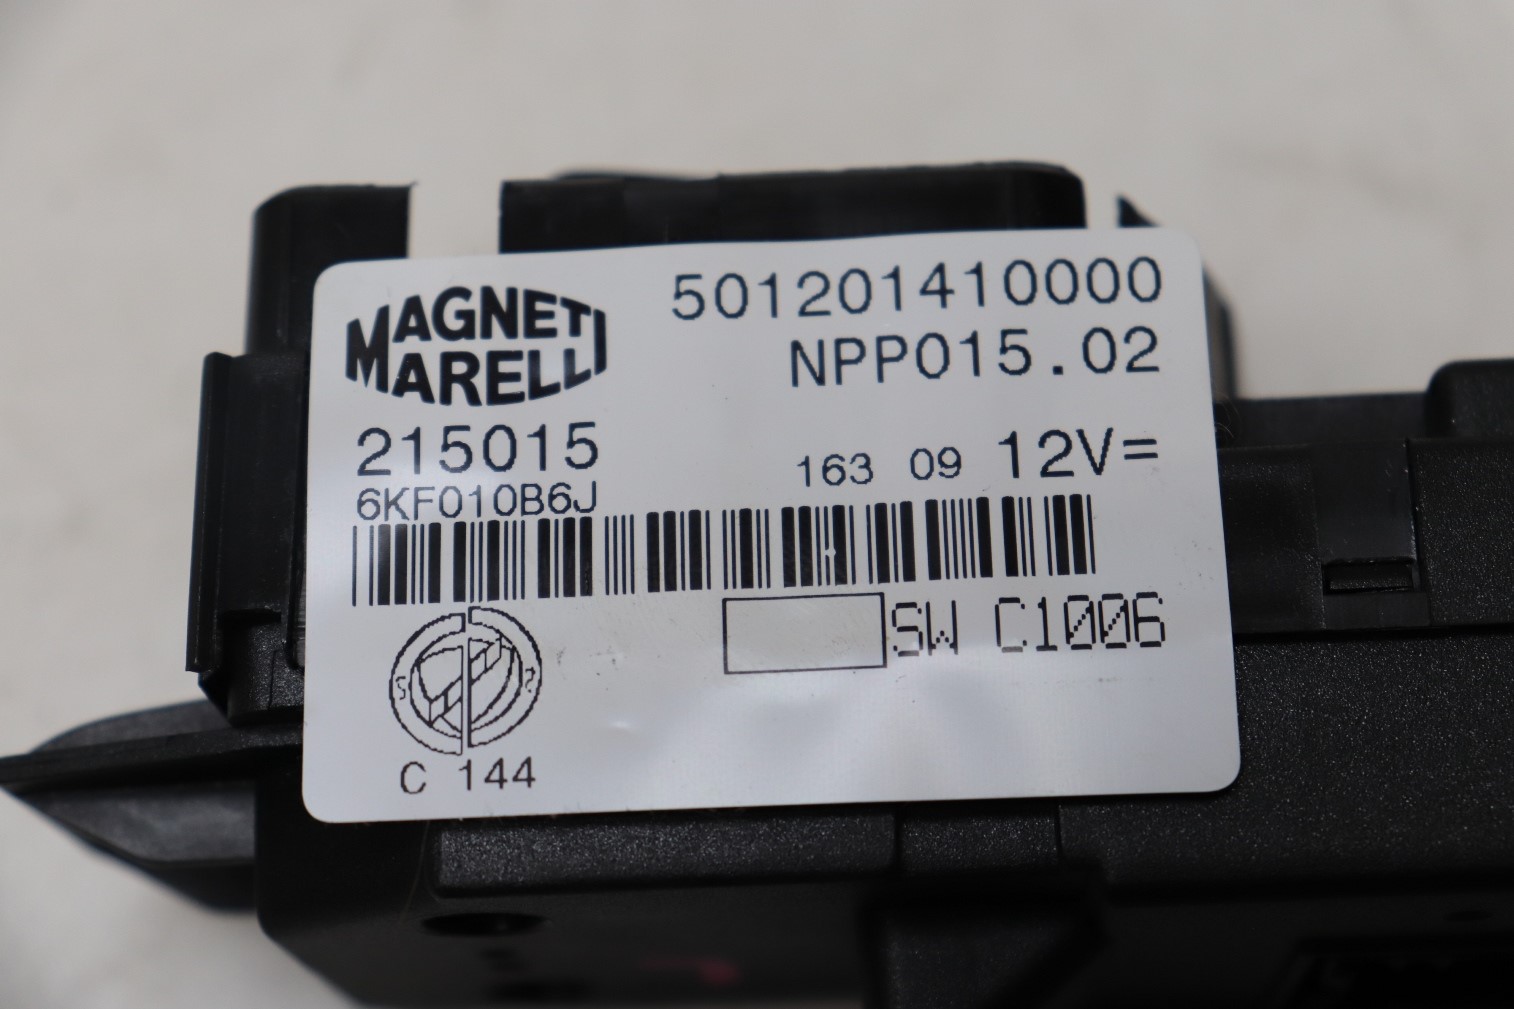 MAGNETI
MARELLI
501201410000
NPP015.02
215015
163 09 12V=
6KF010B6J
SW C1006
C 144